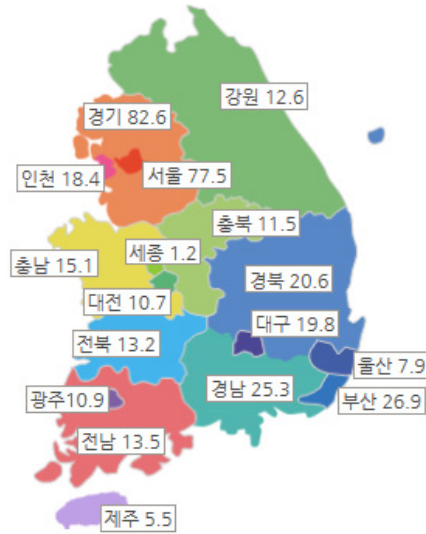 강원 12.6
경기 82.6
인천 18.4
서울 77.5
충북 11.5
세종 1.2
충남 15.1
경북 20.6
대전 10.7
대구 19.8
전북 13.2
울산 7.9
경남 25.3
광주10.9
부산 26.9
전남 13.5
제주 5.5